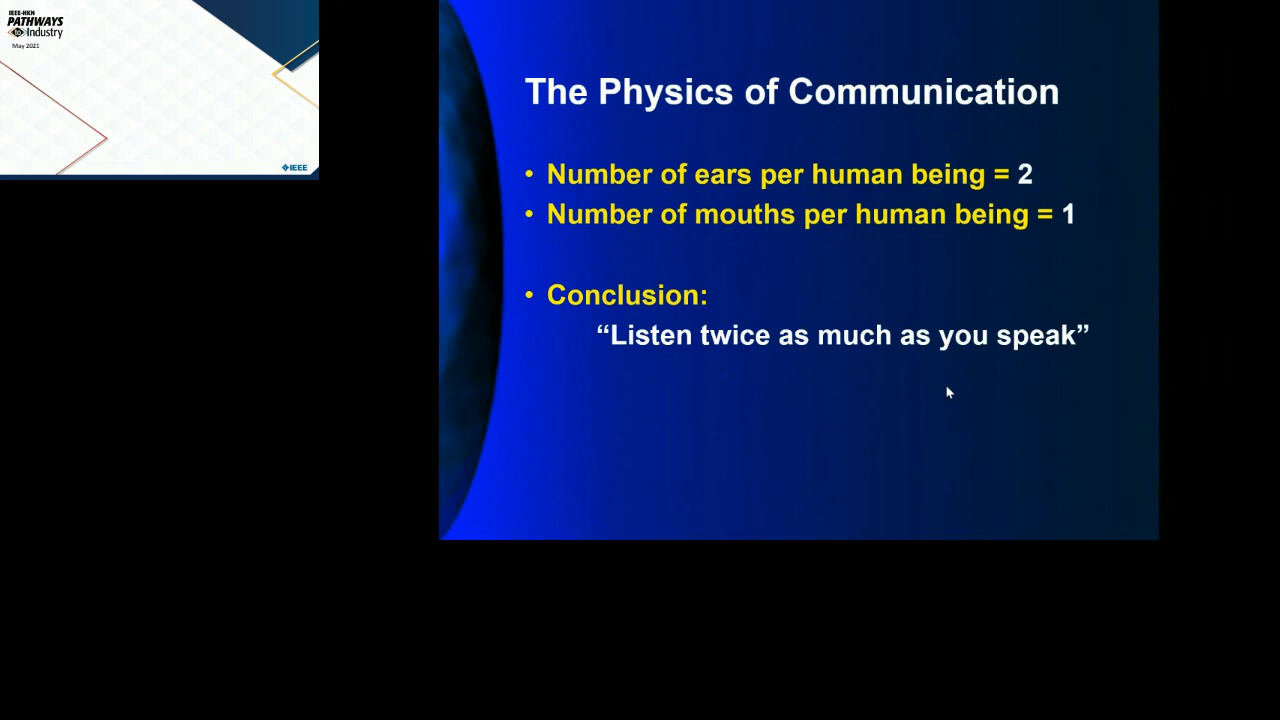 IEEE-HKN
PATHWAYS
to Industry
May 2021
IEEE
The Physics of Communication
• Number of ears per human being = 2
• Number of mouths per human being = 1
• Conclusion:
“Listen twice as much as you speak”